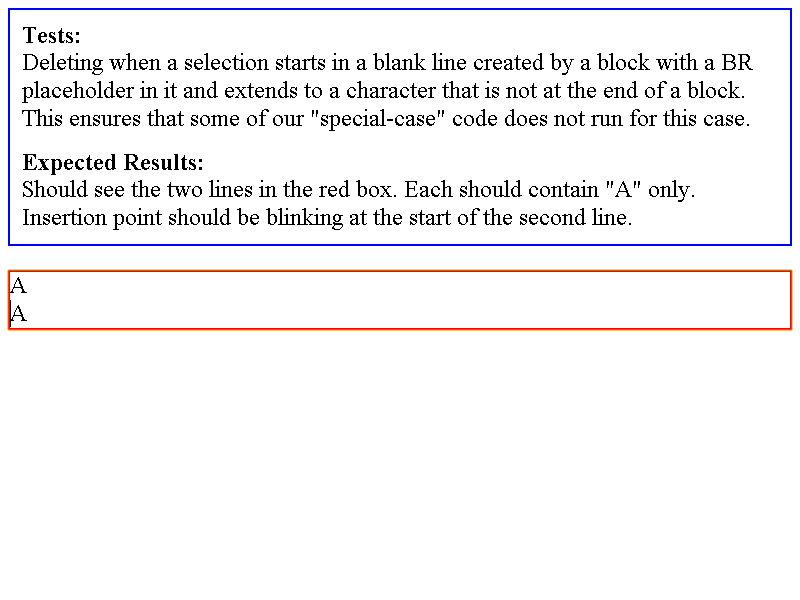 Tests:
Deleting when a selection starts in a blank line created by a block with a BR
placeholder in it and extends to a character that is not at the end of a block.
This ensures that some of our "special-case" code does not run for this case.
Expected Results:
Should see the two lines in the red box. Each should contain "A" only.
Insertion point should be blinking at the start of the second line.
A
A